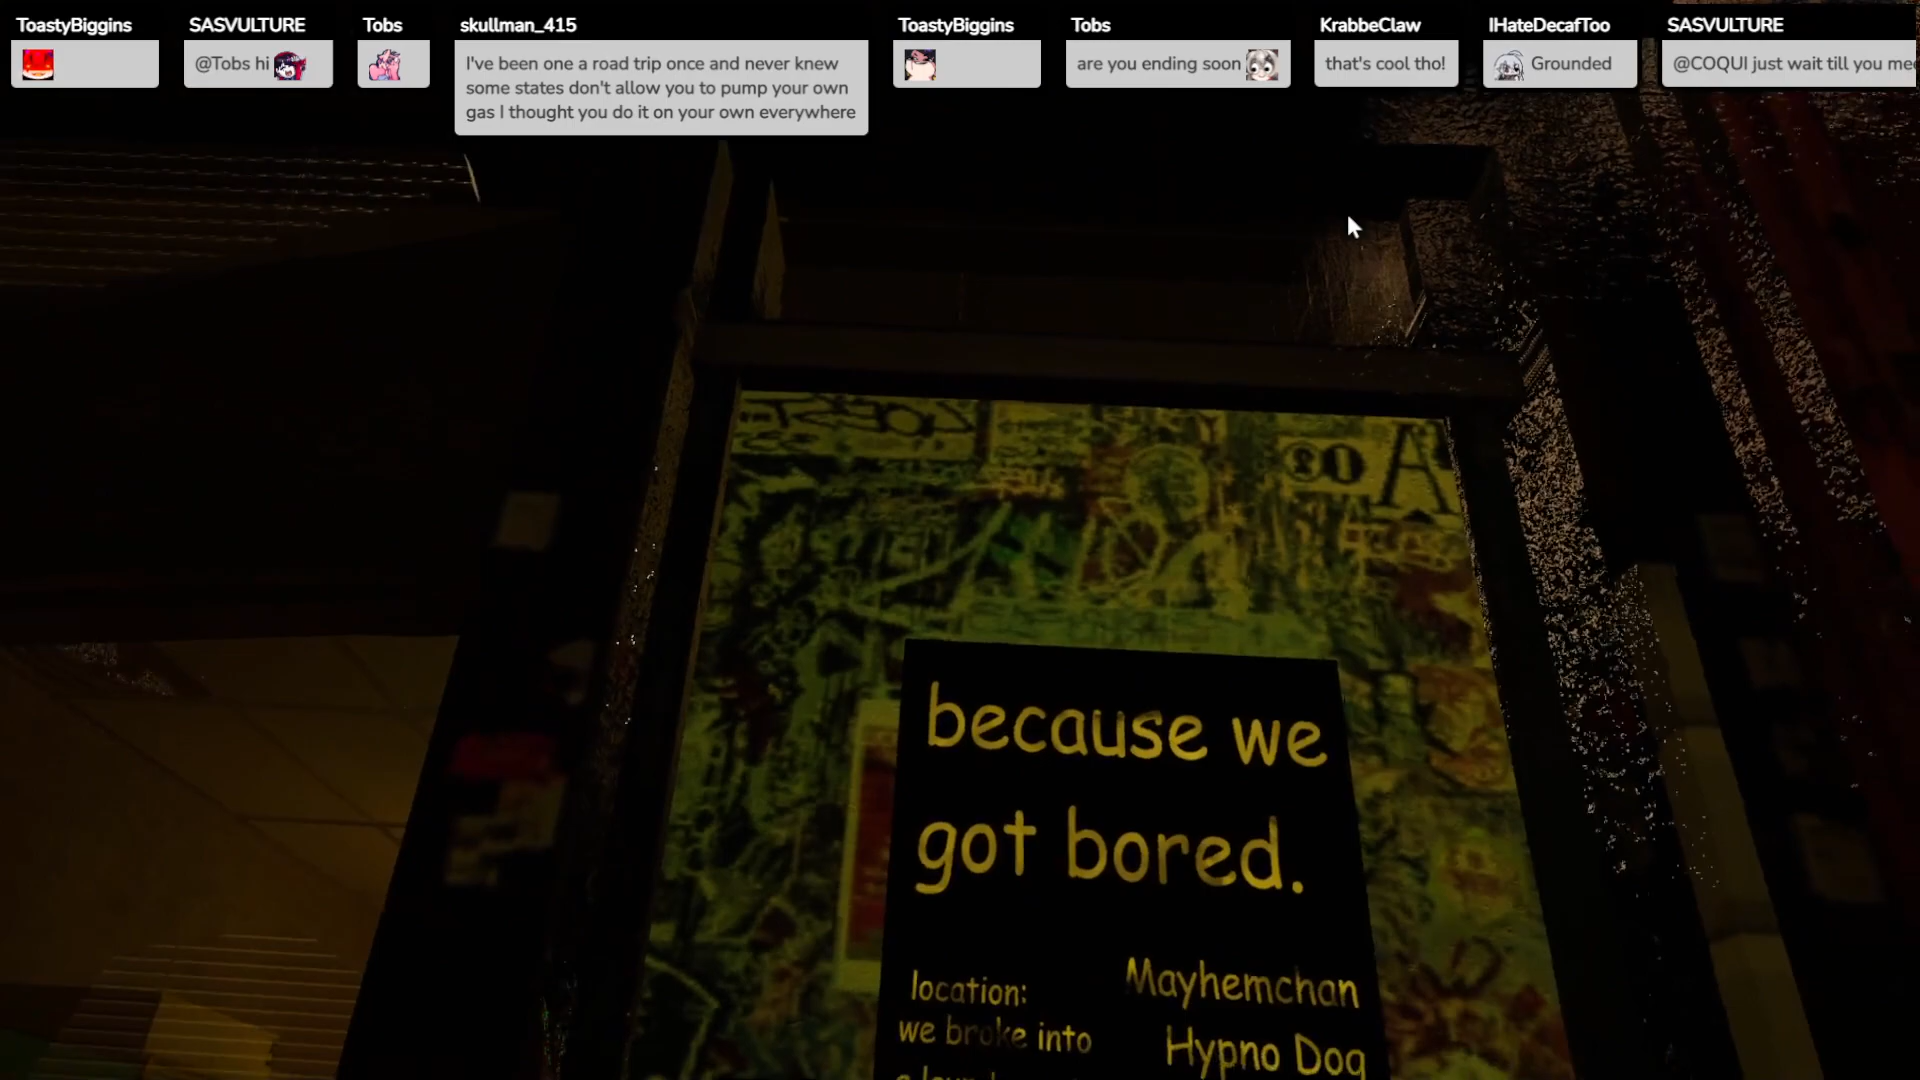 ToastyBiggins
SASVULTURE
@Tobs hi
Tobs
skullman_415
I've been one a road trip once and never knew
some states don't allow you to pump your own
gas I thought you do it on your own everywhere
ToastyBiggins
Tobs
are you ending soon
KrabbeClaw
that's cool tho!
IHateDecafToo
Grounded
SASVULTURE
@COQUI just wait till you mee
80 A
because we
got bored.
location:
we broke into
Mayhemchan
Hypno Dog